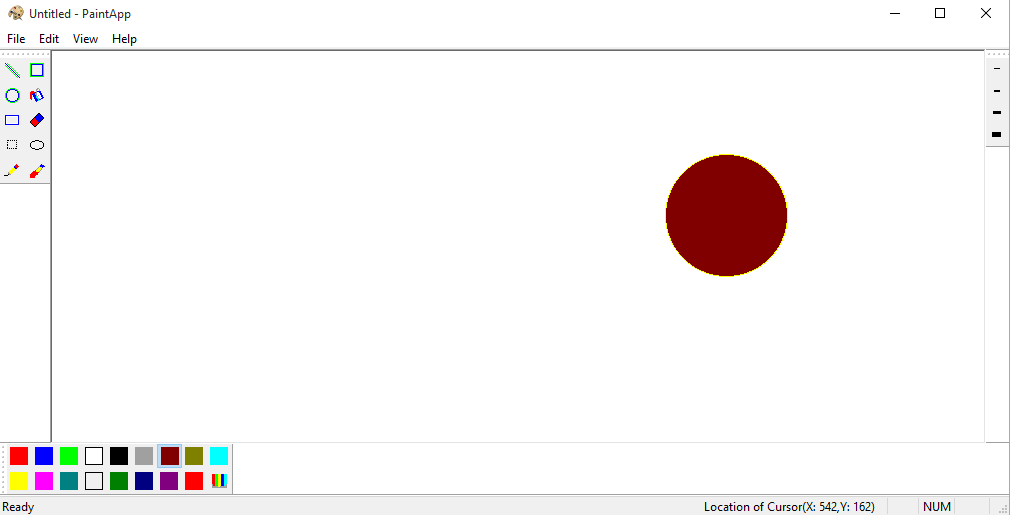 Untitled - PaintApp
File Edit View Help
Ready
Location of Cursor(X: 542,Y: 162)
NUM